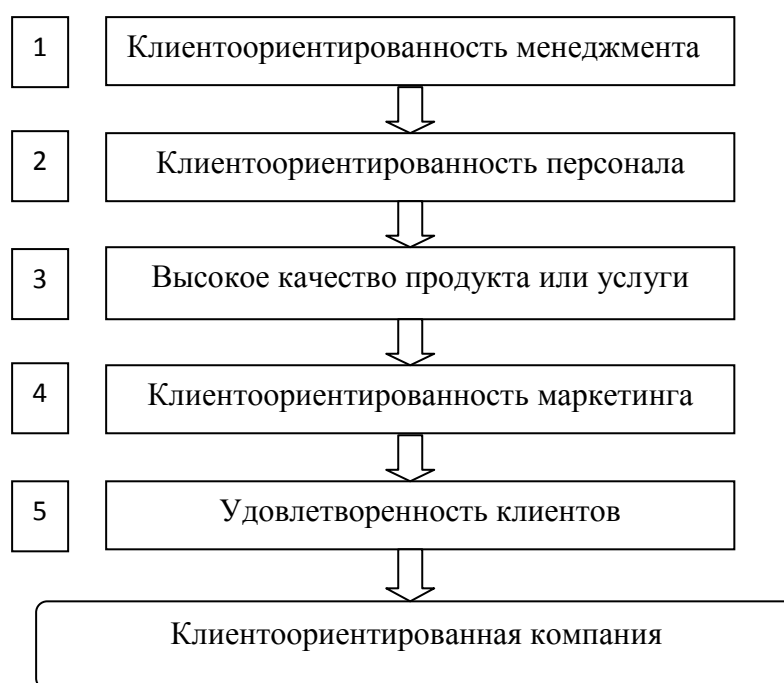 1 Клиентоориентированность менеджмента
2 Клиентоориентированность персонала
3 Высокое качество продукта или услуги
4 Клиентоориентированность маркетинга
5 Удовлетворенность клиентов
Клиентоориентированная компания